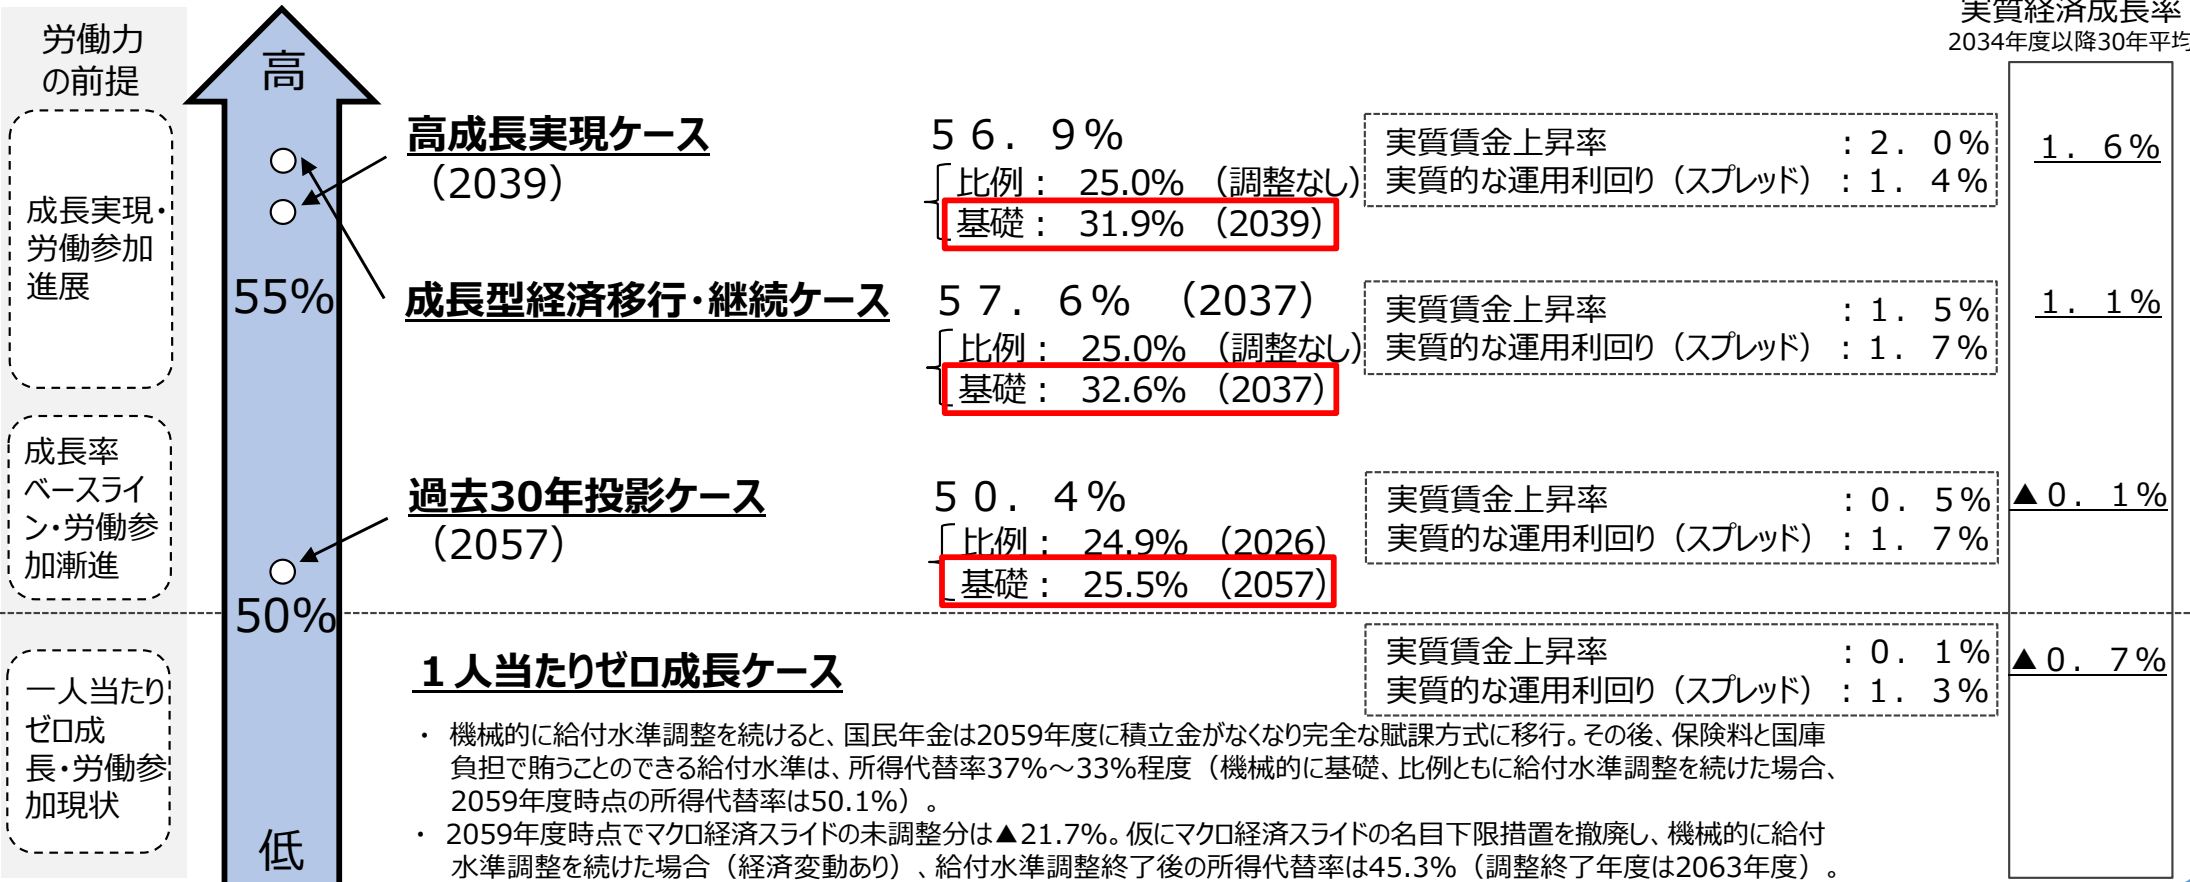 実質経済成長率
2034年度以降30年平均
労働力
の前提
高
成長実現・
労働参加
進展
55%
高成長実現ケース
（2039）
５６．９%
比例： 25.0% （調整なし）
基礎： 31.9% （2039）
実質賃金上昇率 ：２．０%
実質的な運用利回り（スプレッド） ：１．４%
１．６%
成長型経済移行・継続ケース
５７．６% （2037）
比例： 25.0% （調整なし）
基礎： 32.6% （2037）
実質賃金上昇率 ：１．５%
実質的な運用利回り（スプレッド） ：１．７%
１．１%
成長率
ベースライ
ン・労働参
加漸進
過去30年投影ケース
（2057）
５０．４%
比例： 24.9% （2026）
基礎： 25.5% （2057）
実質賃金上昇率 ：０．５%
実質的な運用利回り（スプレッド） ：１．７%
▲０．１%
50%
一人当たり
ゼロ成
長・労働参
加現状
１人当たりゼロ成長ケース
実質賃金上昇率 ：０．１%
実質的な運用利回り（スプレッド） ：１．３%
▲０．７%
・ 機械的に給付水準調整を続けると、国民年金は2059年度に積立金がなくなり完全な賦課方式に移行。その後、保険料と国庫
負担で賄うことのできる給付水準は、所得代替率37%～33%程度（機械的に基礎、比例ともに給付水準調整を続けた場合、
2059年度時点の所得代替率は50.1%）。
・ 2059年度時点でマクロ経済スライドの未調整分は▲21.7%。仮にマクロ経済スライドの名目下限措置を撤廃し、機械的に給付
水準調整を続けた場合（経済変動あり）、給付水準調整終了後の所得代替率は45.3%（調整終了年度は2063年度）。
低